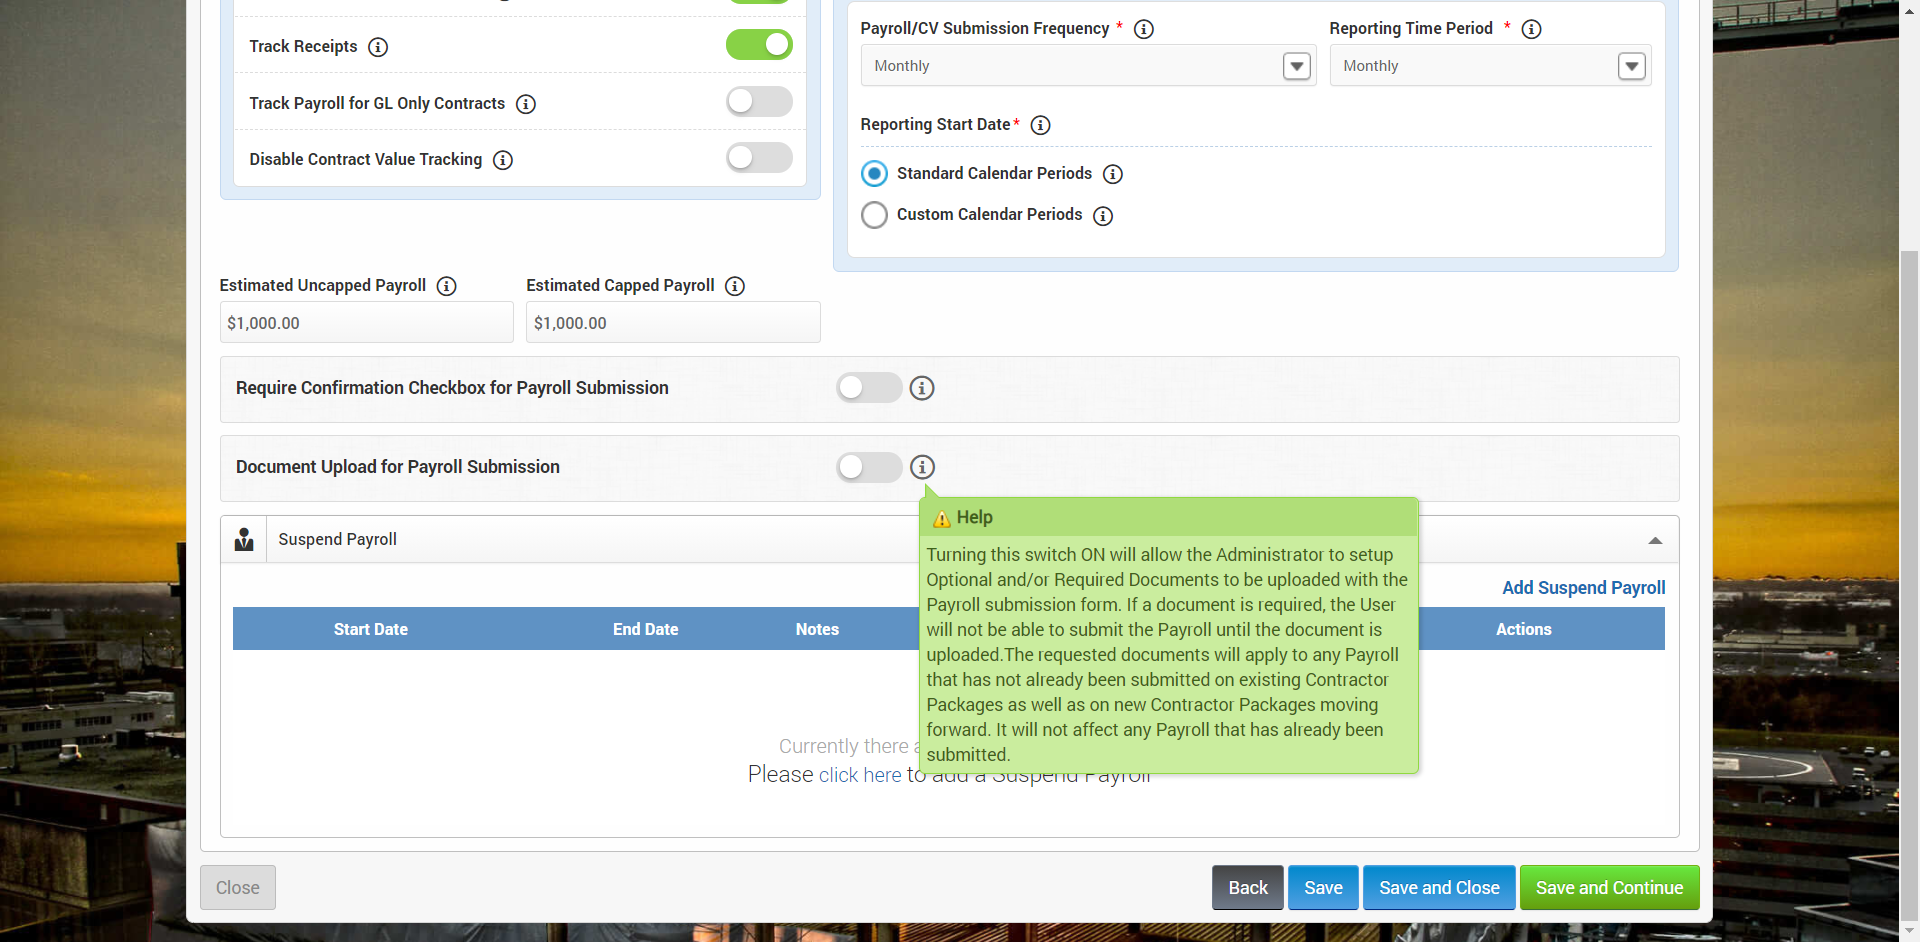 Track Receipts
Track Payroll for GL Only Contracts
Disable Contract Value Tracking
Payroll/CV Submission Frequency *
Reporting Time Period *
Monthly
Monthly
Reporting Start Date*
Standard Calendar Periods
Custom Calendar Periods
Estimated Uncapped Payroll
Estimated Capped Payroll
$1,000.00
$1,000.00
Require Confirmation Checkbox for Payroll Submission
Document Upload for Payroll Submission
Help
Turning this switch ON will allow the Administrator to setup
Optional and/or Required Documents to be uploaded with the
Payroll submission form. If a document is required, the User
will not be able to submit the Payroll until the document is
uploaded.The requested documents will apply to any Payroll
that has not already been submitted on existing Contractor
Packages as well as on new Contractor Packages moving
forward. It will not affect any Payroll that has already been
submitted.
Suspend Payroll
Add Suspend Payroll
Start Date
End Date
Notes
Actions
Currently there
Please click here to add a Suspend Payroll
Close
Back
Save
Save and Close
Save and Continue